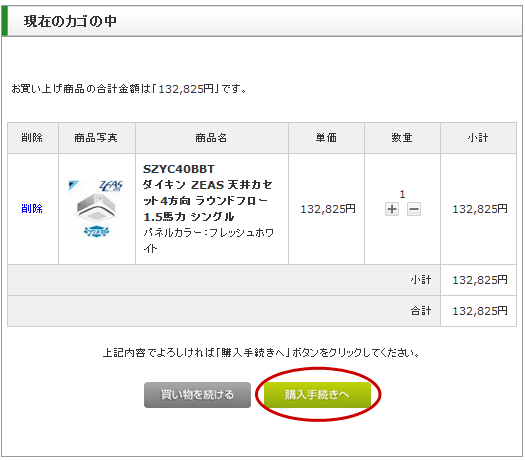 現在のカゴの中
お買い上げ商品の合計金額は「132,825円」です。
削除 商品写真 商品名 単価 数量 小計
削除
ZEAS
SZYC40BBT
ダイキン ZEAS 天井カセ
ット4方向 ラウンドフロー
1.5馬力 シングル
パネルカラー：フレッシュホワ
イト
132,825円
1
132,825円
小計 132,825円
合計 132,825円
上記内容でよろしければ「購入手続きへ」ボタンをクリックしてください。
買い物を続ける 購入手続きへ